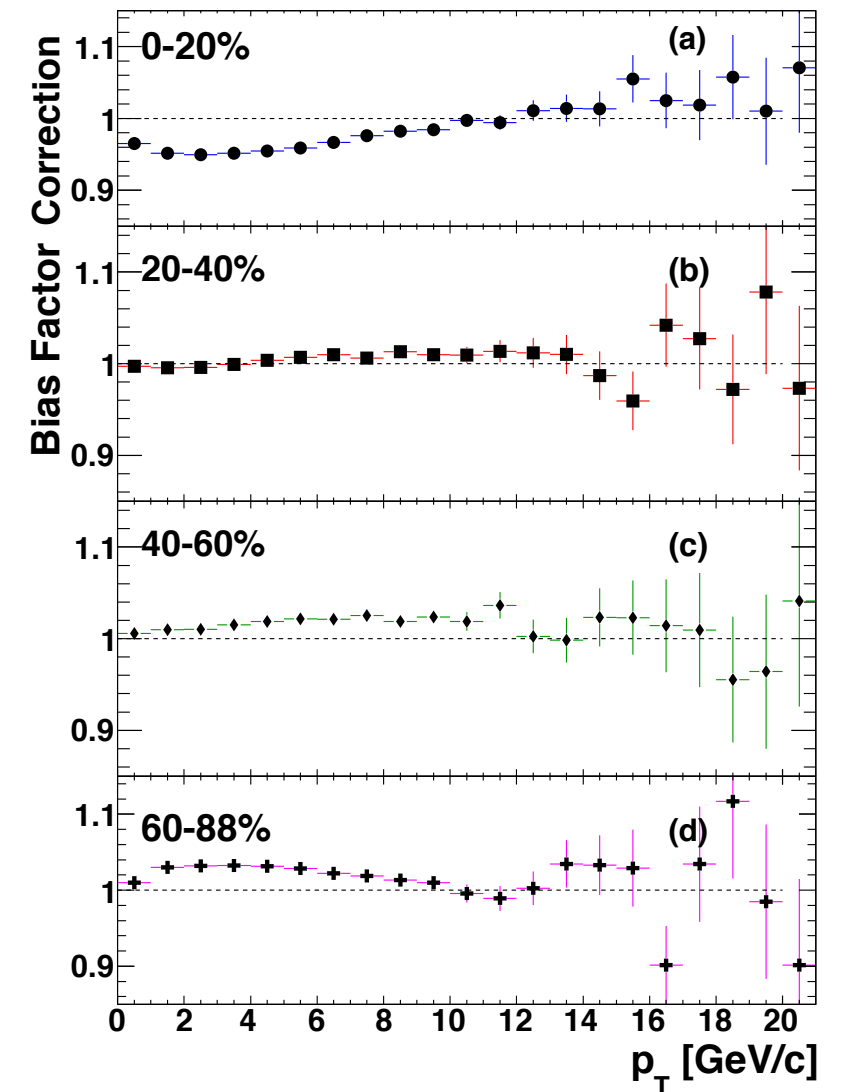 Bias Factor Correction
0-20% (a)
1.1
1
0.9
20-40% (b)
1.1
1
0.9
40-60% (c)
1.1
1
0.9
60-88% (d)
1.1
1
0.9
0 2 4 6 8 10 12 14 16 18 20
p_T [GeV/c]